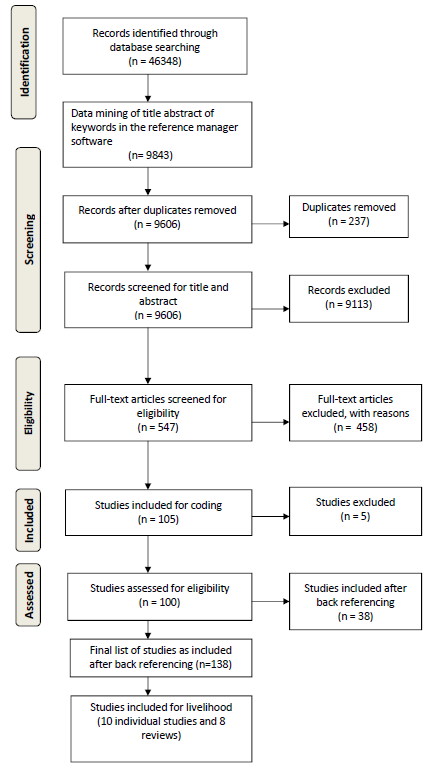 Identification
Records identified through
database searching
(n = 46348)
Data mining of title abstract of
keywords in the reference manager
software
(n= 9843)
Screening
Records after duplicates removed
(n = 9606)
Duplicates removed
(n = 237)
Records screened for title and
abstract
(n = 9606)
Records excluded
(n = 9113)
Eligibility
Full-text articles screened for
eligibility
(n = 547)
Full-text articles
excluded, with reasons
(n = 458)
Included
Studies included for coding
(n = 105)
Studies excluded
(n = 5)
Assessed
Studies assessed for eligibility
(n = 100)
Studies included after
back referencing
(n = 38)
Final list of studies as included
after back referencing (n=138)
Studies included for livelihood
(10 individual studies and 8
reviews)